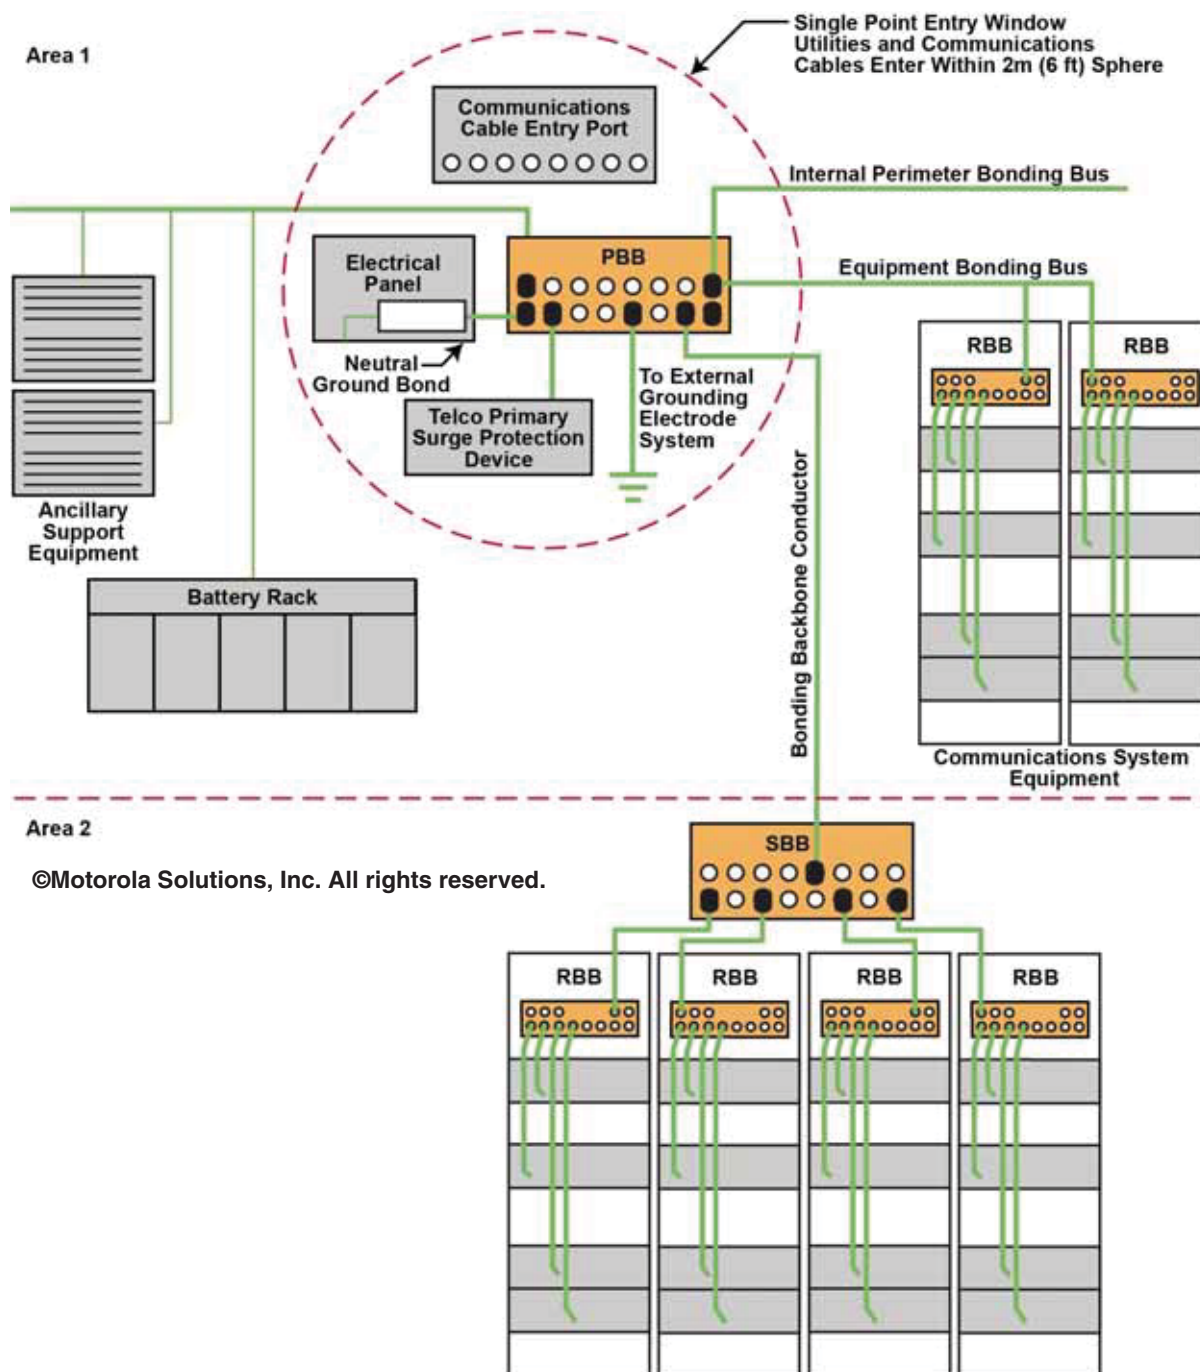 Area 1
Single Point Entry Window
Utilities and Communications
Cables Enter Within 2m (6 ft) Sphere
Communications
Cable Entry Port
Internal Perimeter Bonding Bus
PBB
Electrical
Panel
Equipment Bonding Bus
Neutral
Ground Bond
To External
Grounding
Electrode
System
Telco Primary
Surge Protection
Device
RBB
RBB
Ancillary
Support
Equipment
Battery Rack
Bonding Backbone Conductor
Communications System
Equipment
Area 2
SBB
©Motorola Solutions, Inc. All rights reserved.
RBB
RBB
RBB
RBB